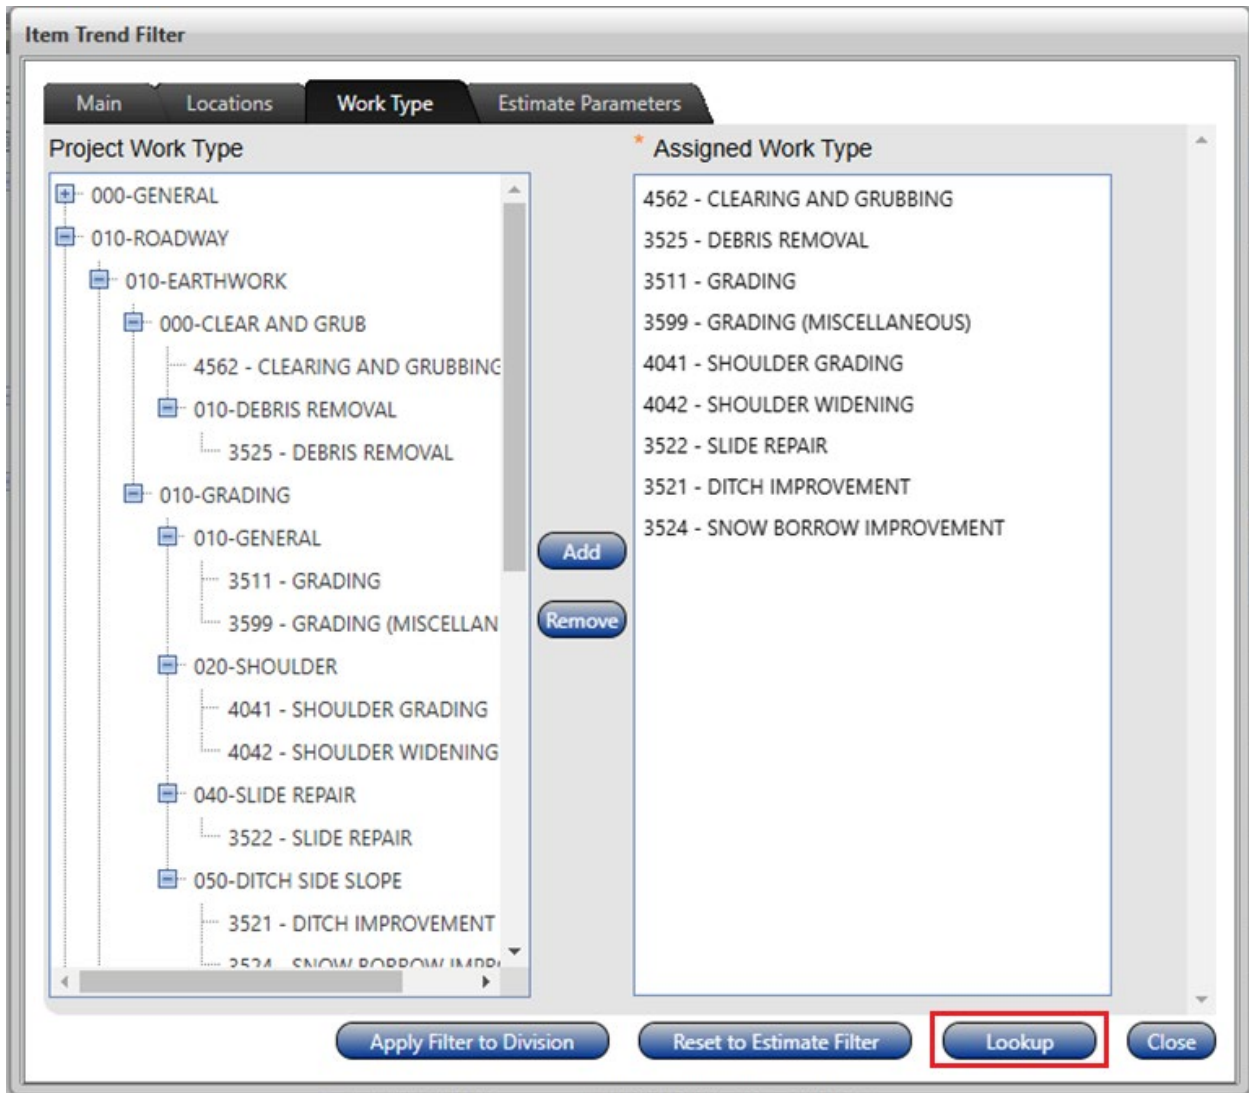 Item Trend Filter
Main Locations Work Type Estimate Parameters
Project Work Type
000-GENERAL
010-ROADWAY
010-EARTHWORK
000-CLEAR AND GRUB
4562 - CLEARING AND GRUBBING
010-DEBRIS REMOVAL
3525 - DEBRIS REMOVAL
010-GRADING
010-GENERAL
3511 - GRADING
3599 - GRADING (MISCELLAN
020-SHOULDER
4041 - SHOULDER GRADING
4042 - SHOULDER WIDENING
040-SLIDE REPAIR
3522 - SLIDE REPAIR
050-DITCH SIDE SLOPE
3521 - DITCH IMPROVEMENT
3524 - SNOW BORROW IMPR
Add
Remove
* Assigned Work Type
4562 - CLEARING AND GRUBBING
3525 - DEBRIS REMOVAL
3511 - GRADING
3599 - GRADING (MISCELLANEOUS)
4041 - SHOULDER GRADING
4042 - SHOULDER WIDENING
3522 - SLIDE REPAIR
3521 - DITCH IMPROVEMENT
3524 - SNOW BORROW IMPROVEMENT
Apply Filter to Division Reset to Estimate Filter Lookup Close